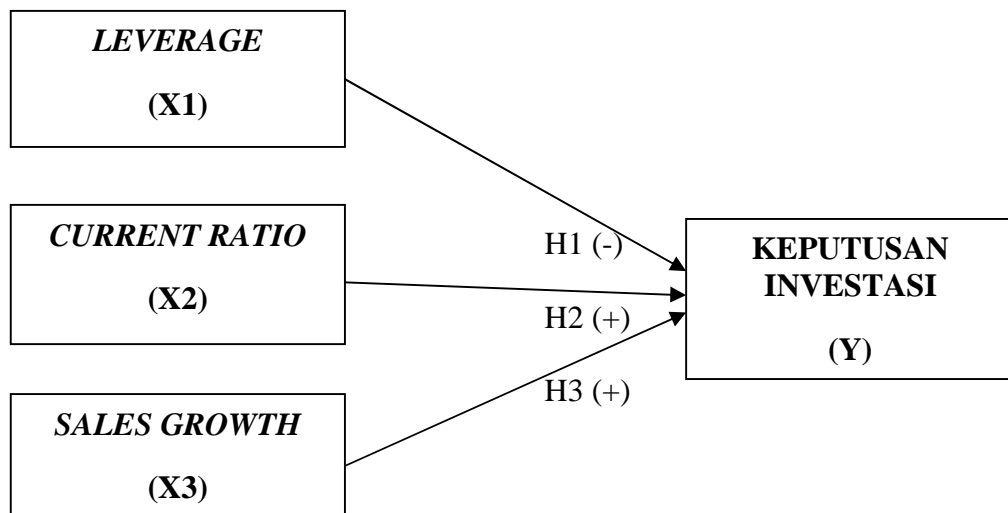 LEVERAGE
(X1)
CURRENT RATIO
(X2)
SALES GROWTH
(X3)
H1 (-)
H2 (+)
H3 (+)
KEPUTUSAN
INVESTASI
(Y)